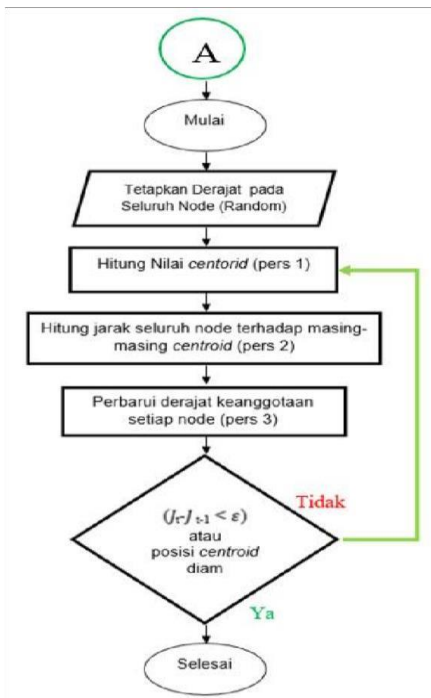 A
Mulai
Tetapkan Derajat pada
Seluruh Node (Random)
Hitung Nilai centorid (pers 1)
Hitung jarak seluruh node terhadap masing-
masing centroid (pers 2)
Perbarui derajat keanggotaan
setiap node (pers 3)
(Jt-J t-1 < ε)
atau
posisi centroid
diam
Tidak
Ya
Selesai